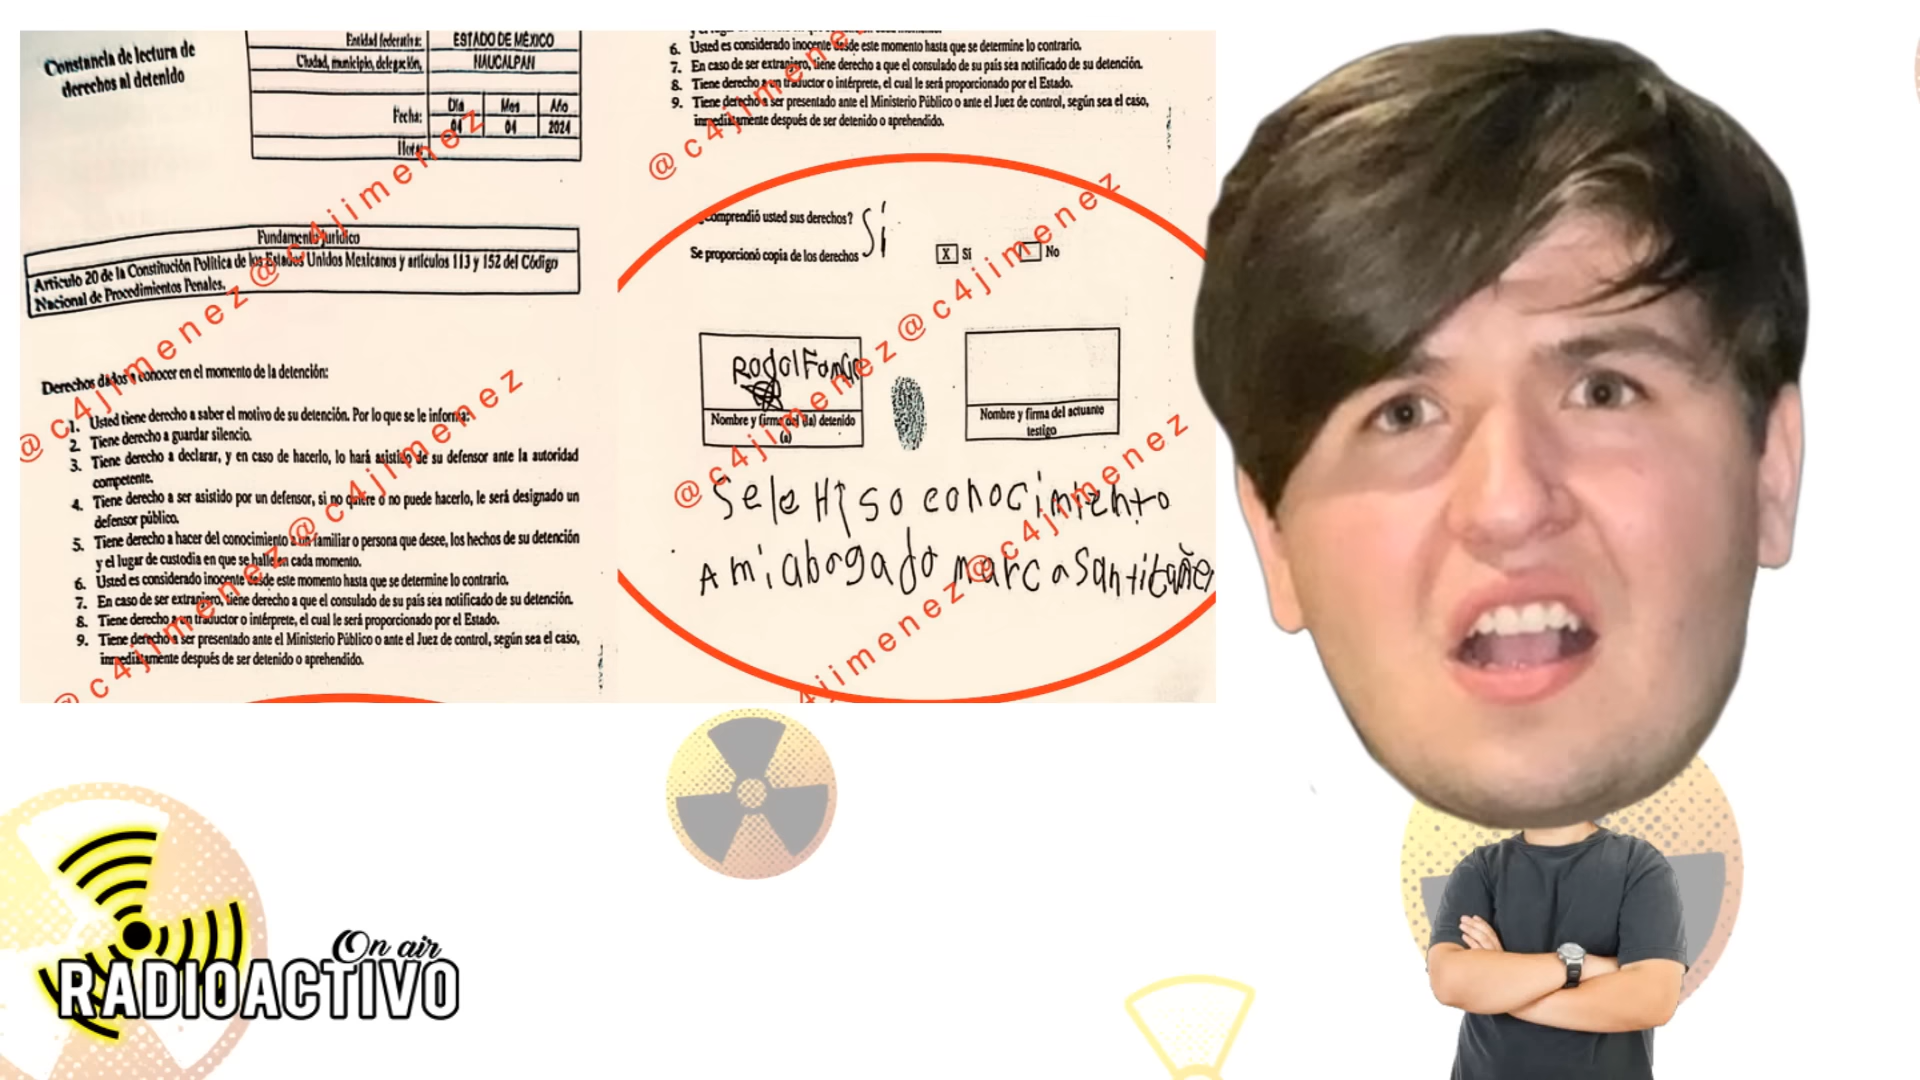 Constancia de lectura de
derechos al detenido
Entidad federativa: ESTADO DE MÉXICO
Ciudad, municipio, delegación, NAUCALPAN
Fecha: Día Mes Año
04 04 2024
Hora:
Fundamento jurídico
Artículo 20 de la Constitución Política de los Estados Unidos Mexicanos y artículos 113 y 152 del Código
Nacional de Procedimientos Penales.
Derechos dados a conocer en el momento de la detención:
1. Usted tiene derecho a saber el motivo de su detención. Por lo que se le informa:
2. Tiene derecho a guardar silencio.
3. Tiene derecho a declarar, y en caso de hacerlo, lo hará asistido de su defensor ante la autoridad
competente.
4. Tiene derecho a ser asistido por un defensor, si no quiere o no puede hacerlo, le será designado un
defensor público.
5. Tiene derecho a hacer del conocimiento a un familiar o persona que desee, los hechos de su detención
y el lugar de custodia en que se halle en cada momento.
6. Usted es considerado inocente desde este momento hasta que se determine lo contrario.
7. En caso de ser extranjero, tiene derecho a que el consulado de su país sea notificado de su detención.
8. Tiene derecho a un traductor o intérprete, el cual le será proporcionado por el Estado.
9. Tiene derecho a ser presentado ante el Ministerio Público o ante el Juez de control, según sea el caso,
inmediatamente después de ser detenido o aprehendido.
@c4jimenez@c4jimenez
@c4jimenez@c4jimenez
6. Usted es considerado inocente desde este momento hasta que se determine lo contrario.
7. En caso de ser extranjero, tiene derecho a que el consulado de su país sea notificado de su detención.
8. Tiene derecho a un traductor o intérprete, el cual le será proporcionado por el Estado.
9. Tiene derecho a ser presentado ante el Ministerio Público o ante el Juez de control, según sea el caso,
inmediatamente después de ser detenido o aprehendido.
¿Comprendió usted sus derechos? Sí
Se proporcionó copia de los derechos X Sí No
Nombre y firma del (la) detenido
(a)
Nombre y firma del actuante
testigo
Se le Hiso conocimiento
A mi abogado marco Santibañez
@c4jimenez
@c4jimenez@c4jimenez
@c4jimenez
On air
RADIOACTIVO